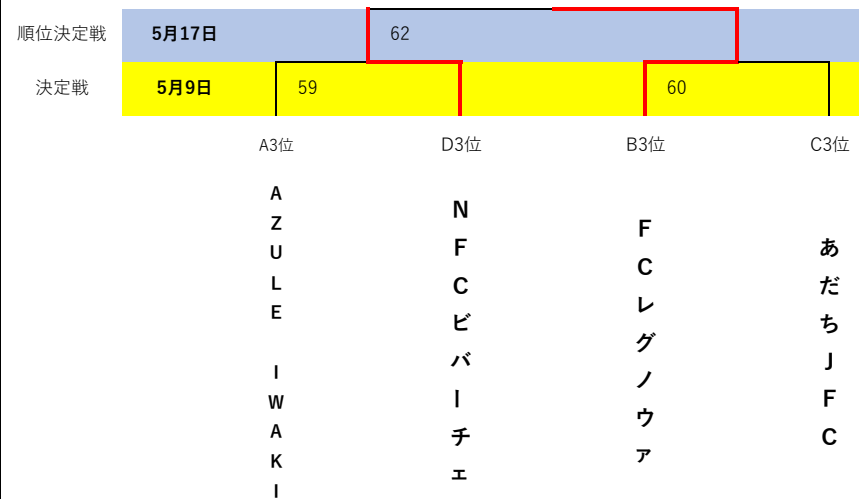 順位決定戦 5月17日 62
決定戦 5月9日 59 60
A3位 D3位 B3位 C3位
AZULE IWAKI
NFCビバーチェ
FCレグノウァ
あだちJFC